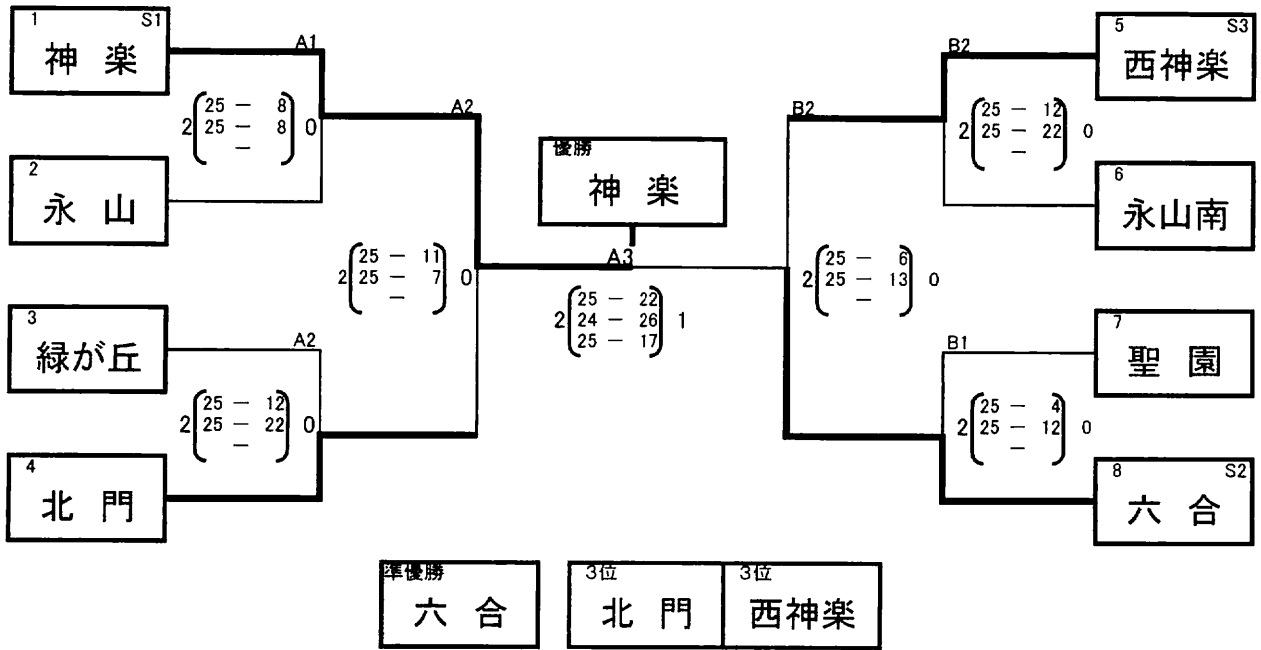 1 S1
神楽
A1
2 25 - 8 0
25 - 8
-
2
永山
A2
3
緑が丘
A2
2 25 - 12 0
25 - 22
-
4
北門
2 25 - 11 0
25 - 7
-
優勝
神楽
A3
2 25 - 22 1
24 - 26
25 - 17
B2
5 S3
西神楽
B2
2 25 - 12 0
25 - 22
-
6
永山南
2 25 - 6 0
25 - 13
-
7
聖園
B1
2 25 - 4 0
25 - 12
-
8 S2
六合
準優勝
六合
3位
北門
3位
西神楽